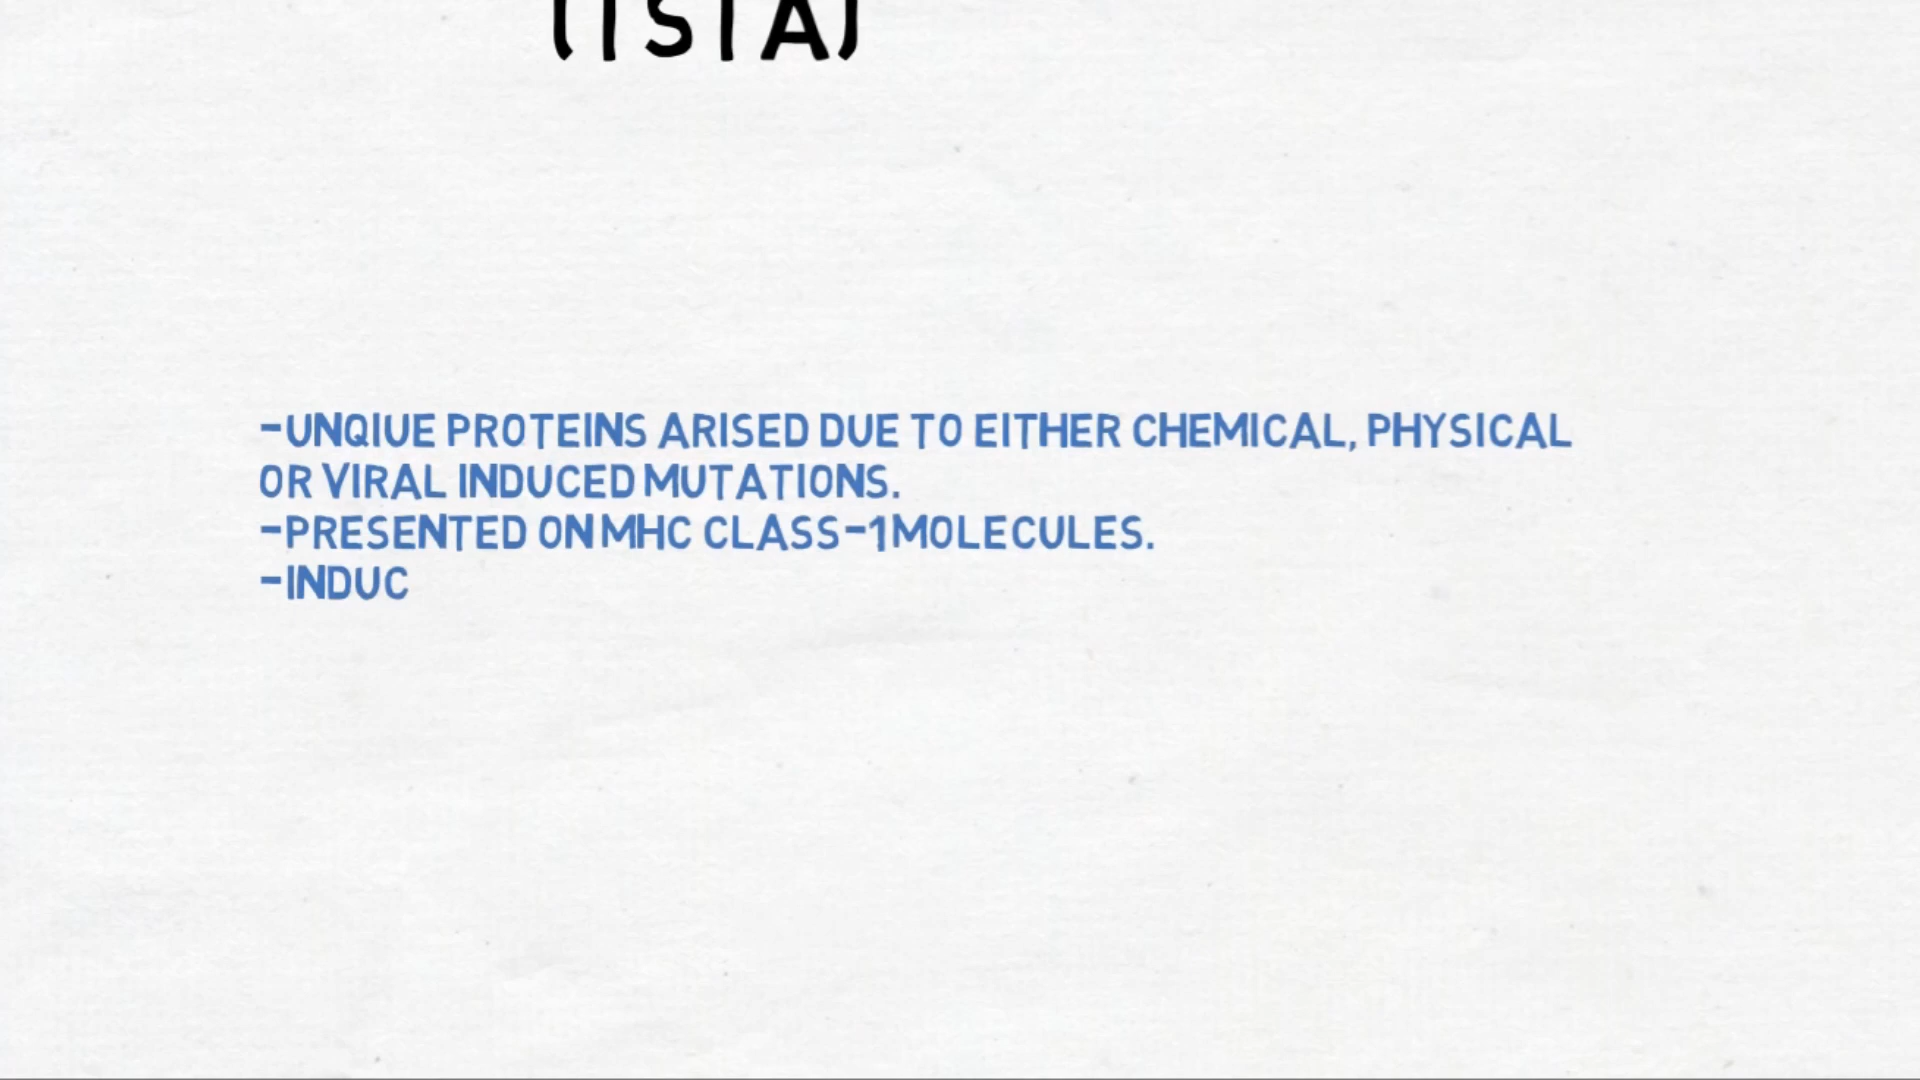 -UNQIUE PROTEINS ARISED DUE TO EITHER CHEMICAL, PHYSICAL
OR VIRAL INDUCED MUTATIONS.
-PRESENTED ON MHC CLASS-1 MOLECULES.
-INDUC